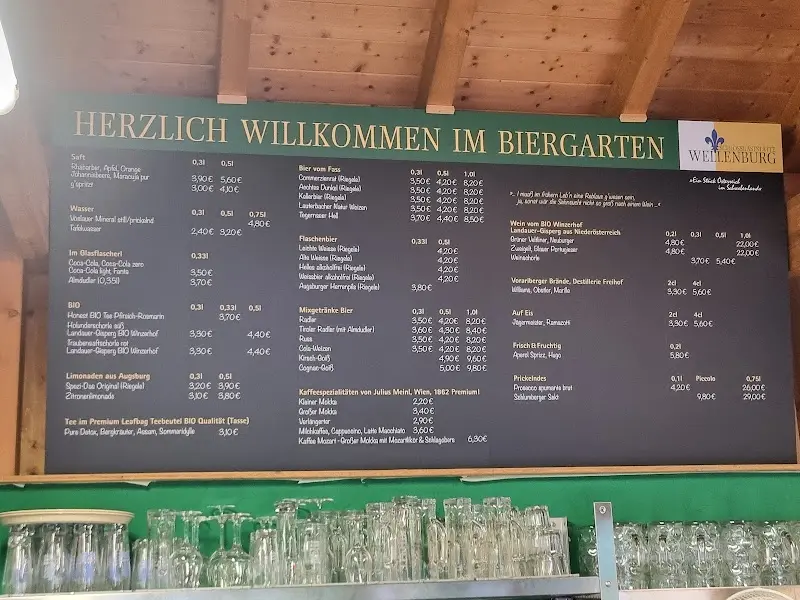 HERZLICH WILLKOMMEN IM BIERGARTEN
SCHLOSSGASTSTÄTTE
WELLENBURG
»Ein Stück Österreich
im Schwabenland«
Saft 0,3l 0,5l
Rhabarber, Apfel, Orange
Johannisbeere, Maracuja pur 3,90€ 5,60€
g'spritzt 3,00€ 4,10€
Wasser 0,3l 0,5l 0,75l
Vöslauer Mineral still/prickelnd 4,80€
Tafelwasser 2,40€ 3,20€
Im Glasflascherl 0,33l
Coca-Cola, Coca-Cola zero
Coca-Cola light, Fanta 3,50€
Almdudler (0,35l) 3,70€
BIO 0,3l 0,33l 0,5l
Honest BIO Tee Pfirsich-Rosmarin 3,70€
Holunderschorle süß
Landauer-Gisperg BIO Winzerhof 3,30€ 4,40€
Traubensaftschorle rot
Landauer-Gisperg BIO Winzerhof 3,30€ 4,40€
Limonaden aus Augsburg 0,3l 0,5l
Spezi-Das Original (Riegele) 3,20€ 3,90€
Zitronenlimonade 3,10€ 3,80€
Tee im Premium Leafbag Teebeutel BIO Qualität (Tasse)
Pure Detox, Bergkräuter, Assam, Sommeridylle 3,10€
Bier vom Fass 0,3l 0,5l 1,0l
Commerzienrat (Riegele) 3,50€ 4,20€ 8,20€
Aechtes Dunkel (Riegele) 3,50€ 4,20€ 8,20€
Kellerbier (Riegele) 3,50€ 4,20€ 8,20€
Lauterbacher Natur Weizen 3,50€ 4,20€ 8,20€
Tegernseer Hell 3,70€ 4,40€ 8,50€
Flaschenbier 0,33l 0,5l
Leichte Weisse (Riegele) 4,20€
Alte Weisse (Riegele) 4,20€
Helles alkoholfrei (Riegele) 4,20€
Weissbier alkoholfrei (Riegele) 4,20€
Augsburger Herrenpils (Riegele) 3,80€
Mixgetränke Bier 0,3l 0,5l 1,0l
Radler 3,50€ 4,20€ 8,20€
Tiroler Radler (mit Almdudler) 3,60€ 4,30€ 8,40€
Russ 3,50€ 4,20€ 8,20€
Cola-Weizen 3,50€ 4,20€ 8,20€
Kirsch-Goiß 4,90€ 9,60€
Cognac-Goiß 5,00€ 9,80€
Kaffeespezialitäten von Julius Meinl, Wien, 1862 Premium!
Kleiner Mokka 2,20€
Großer Mokka 3,40€
Verlängerter 2,90€
Milchkaffee, Cappuccino, Latte Macchiato 3,60€
Kaffee Mozart - Großer Mokka mit Mozartlikör & Schlagobers 6,30€
Wein vom BIO Winzerhof
Landauer-Gisperg aus Niederösterreich 0,2l 0,3l 0,5l 1,0l
Grüner Veltliner, Neuburger 4,80€ 22,00€
Zweigelt, Blauer Portugieser 4,80€ 22,00€
Weinschorle 3,70€ 5,40€
Vorarlberger Brände, Destillerie Freihof 2cl 4cl
Williams, Obstler, Marille 3,30€ 5,60€
Auf Eis 2cl 4cl
Jägermeister, Ramazotti 3,30€ 5,60€
Frisch & Fruchtig 0,2l
Aperol Sprizz, Hugo 5,80€
Prickelndes 0,1l Piccolo 0,75l
Prosecco spumante brut 4,20€ 26,00€
Schlumberger Sekt 9,80€ 29,00€